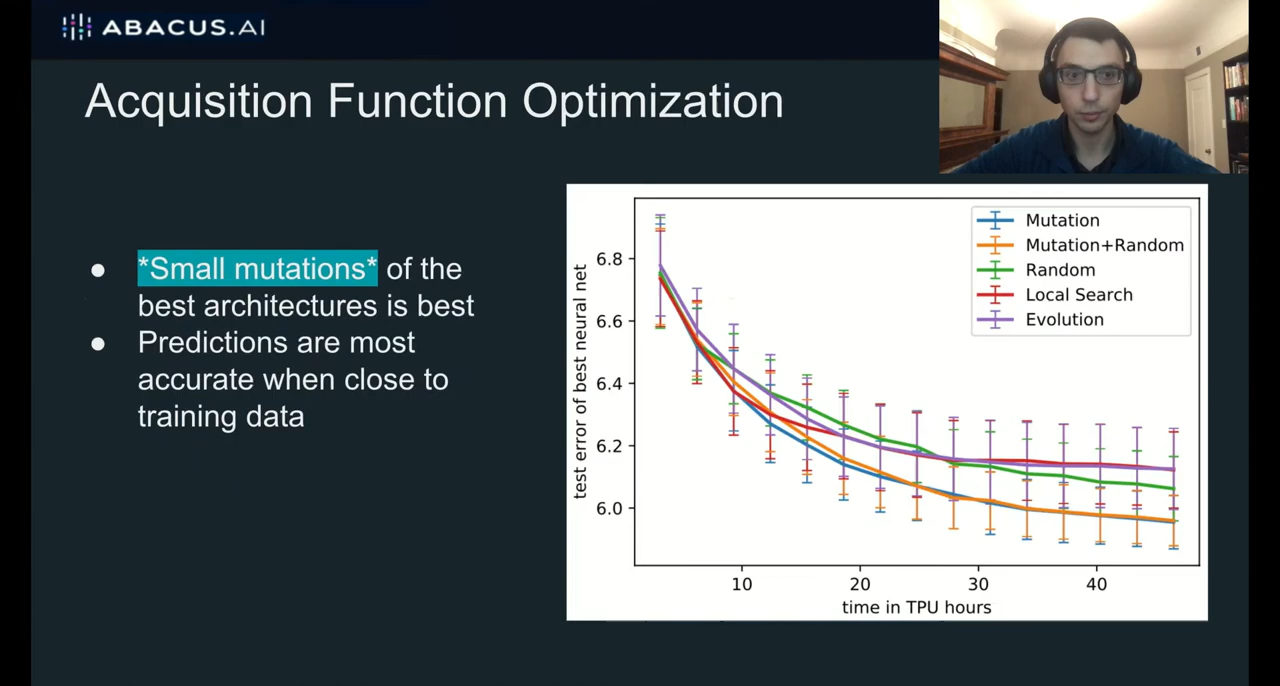 ABACUS.AI
Acquisition Function Optimization
● *Small mutations* of the
best architectures is best
● Predictions are most
accurate when close to
training data
test error of best neural net
6.8
6.6
6.4
6.2
6.0
Mutation
Mutation+Random
Random
Local Search
Evolution
10 20 30 40
time in TPU hours